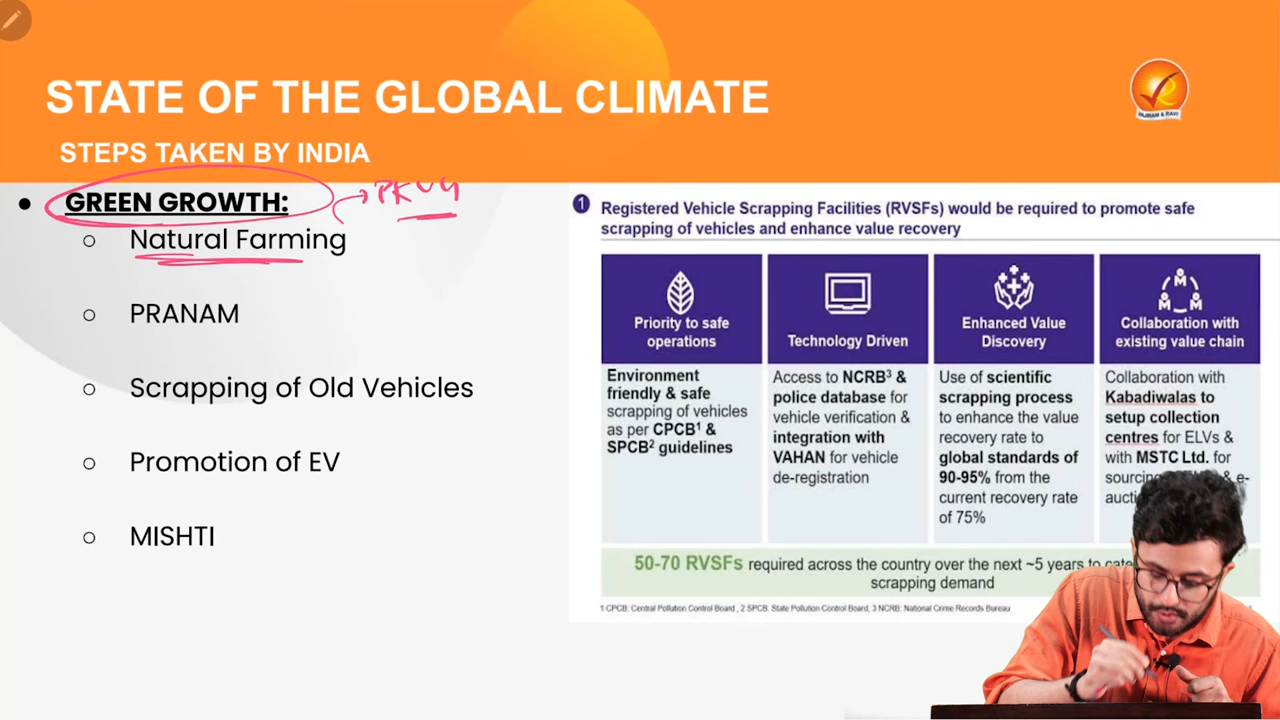 STATE OF THE GLOBAL CLIMATE
STEPS TAKEN BY INDIA
● GREEN GROWTH:
○ Natural Farming
○ PRANAM
○ Scrapping of Old Vehicles
○ Promotion of EV
○ MISHTI
BAJIRAM & RAVI
1 Registered Vehicle Scrapping Facilities (RVSFs) would be required to promote safe
scrapping of vehicles and enhance value recovery
Priority to safe
operations
Environment
friendly & safe
scrapping of vehicles
as per CPCB¹ &
SPCB² guidelines
Technology Driven
Access to NCRB³ &
police database for
vehicle verification &
integration with
VAHAN for vehicle
de-registration
Enhanced Value
Discovery
Use of scientific
scrapping process
to enhance the value
recovery rate to
global standards of
90-95% from the
current recovery rate
of 75%
Collaboration with
existing value chain
Collaboration with
Kabadiwalas to
setup collection
centres for ELVs &
with MSTC Ltd. for
sourcing & e-
50-70 RVSFs required across the country over the next ~5 years to
scrapping demand
1 CPCB: Central Pollution Control Board, 2 SPCB: State Pollution Control Board, 3 NCRB: National Crime Records Bureau